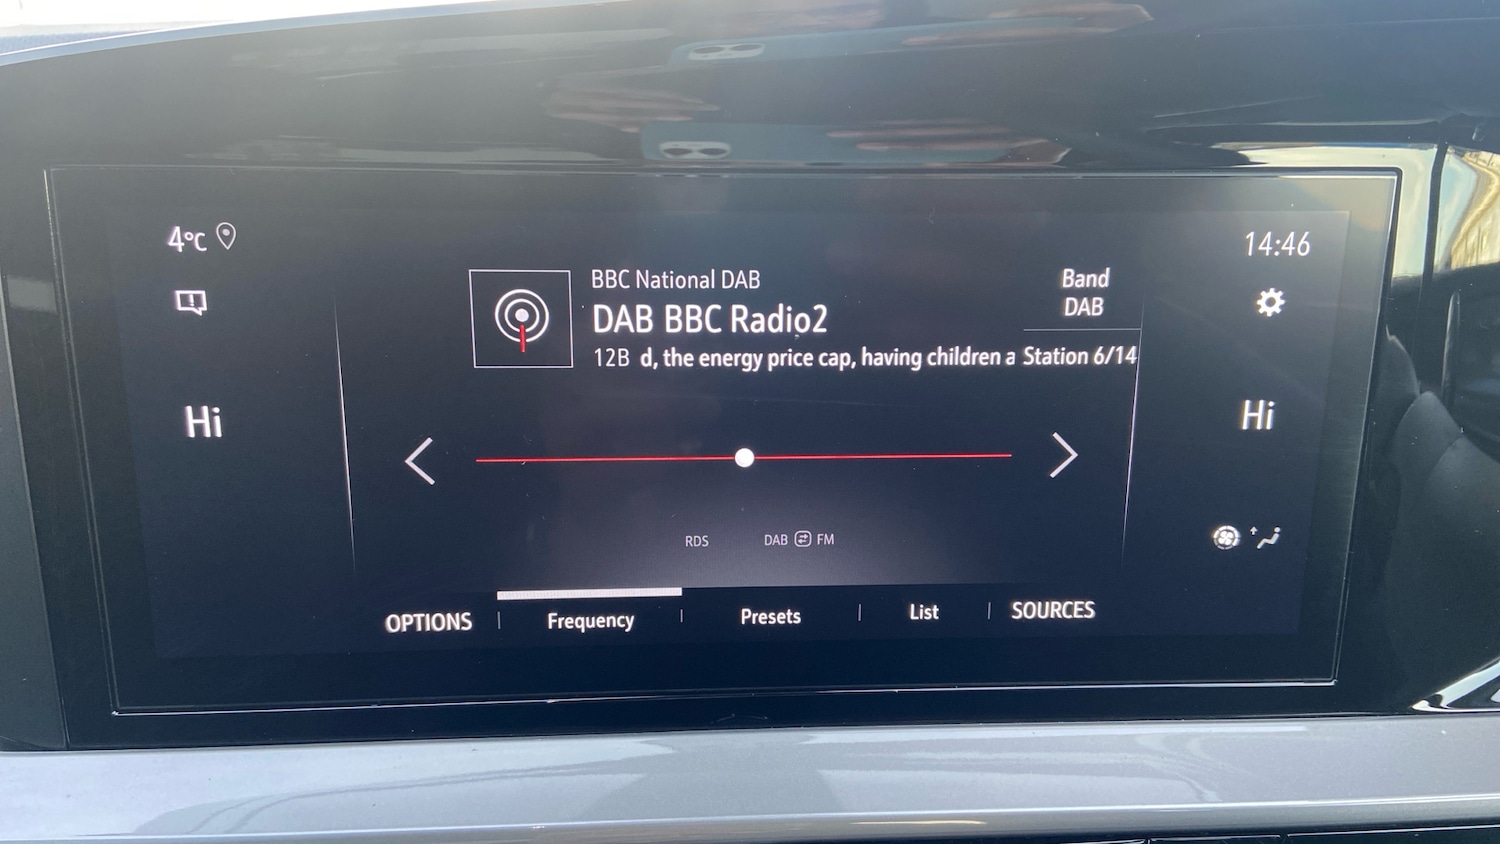 4°C
14:46
BBC National DAB
DAB BBC Radio2
12B d, the energy price cap, having children a
Band
DAB
Station 6/14
Hi
Hi
RDS
DAB FM
OPTIONS
Frequency
Presets
List
SOURCES